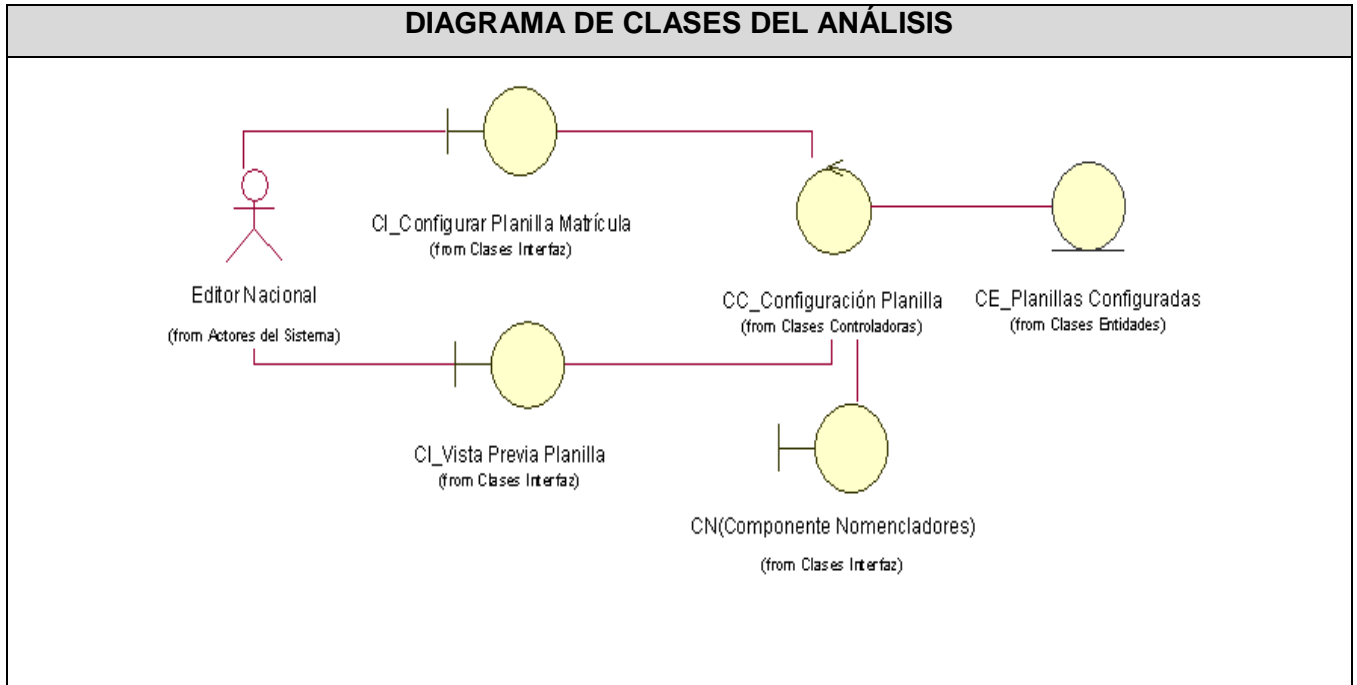 DIAGRAMA DE CLASES DEL ANÁLISIS
CI_Configurar Planilla Matrícula
(from Clases Interfaz)
Editor Nacional
(from Actores del Sistema)
CC_Configuración Planilla
(from Clases Controladoras)
CE_Planillas Configuradas
(from Clases Entidades)
CI_Vista Previa Planilla
(from Clases Interfaz)
CN(Componente Nomencladores)
(from Clases Interfaz)